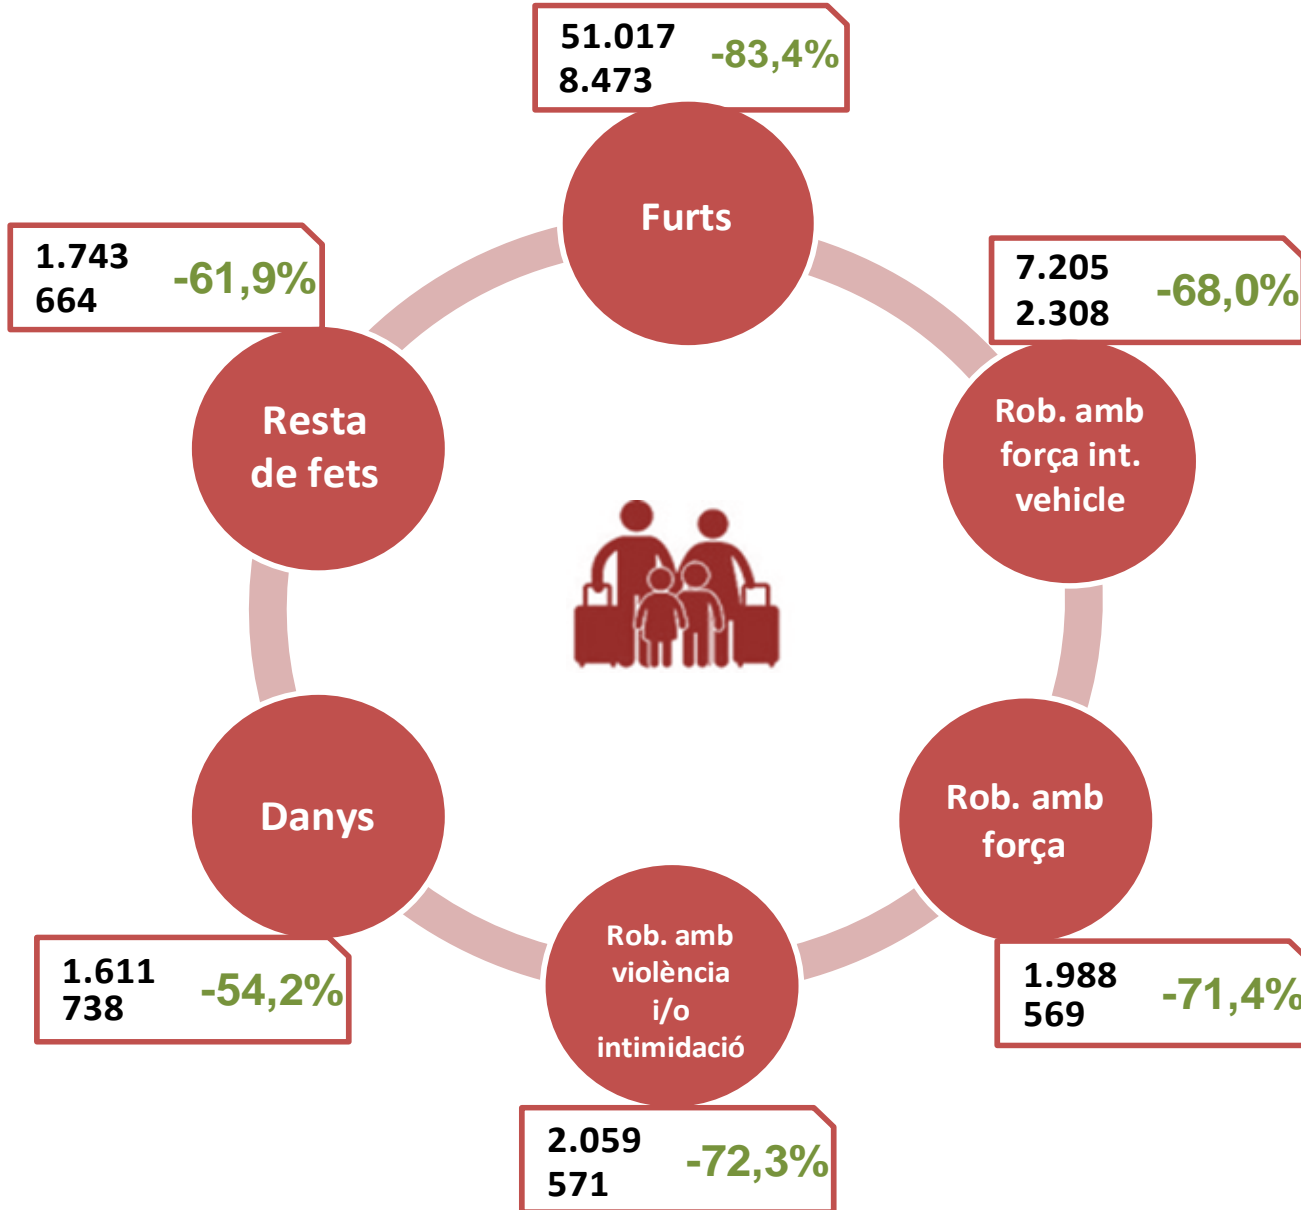 51.017
8.473
-83,4%
Furts
7.205
2.308
-68,0%
Rob. amb
força int.
vehicle
1.988
569
-71,4%
Rob. amb
força
2.059
571
-72,3%
Rob. amb
violència
i/o
intimidació
1.611
738
-54,2%
Danys
1.743
664
-61,9%
Resta
de fets